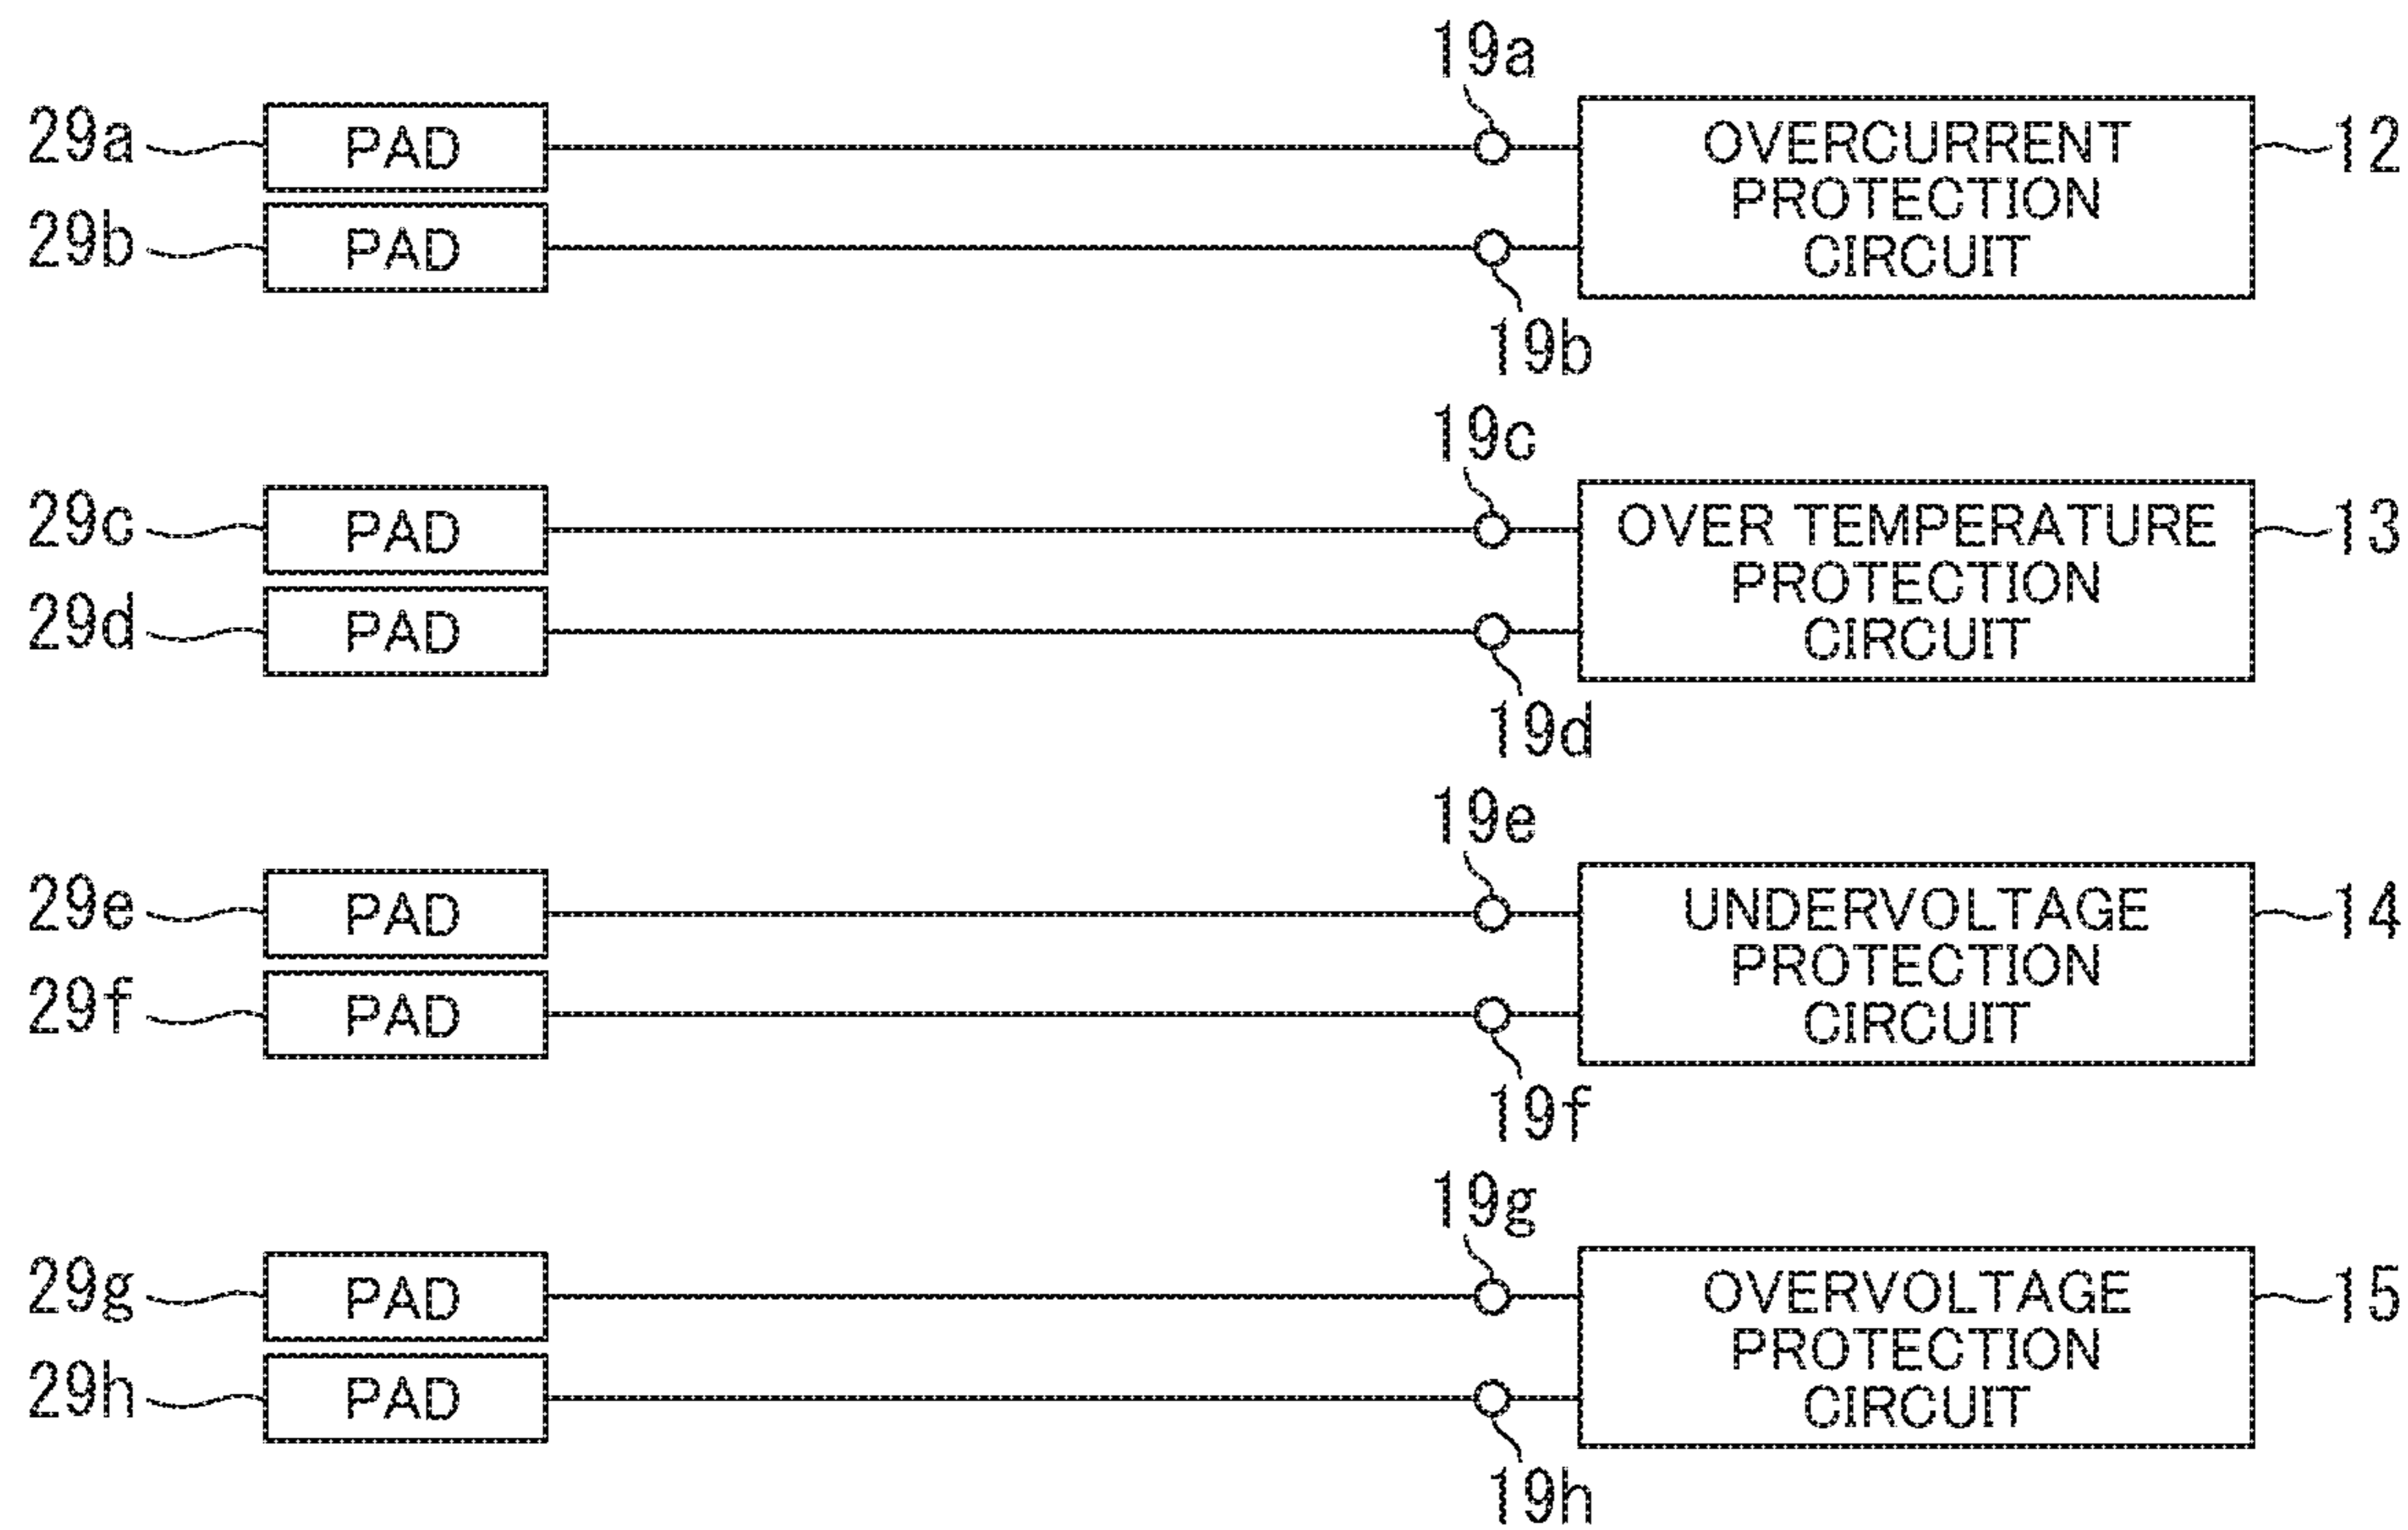 19a
29a
PAD
OVERCURRENT
PROTECTION
CIRCUIT
12
29b
PAD
19b
19c
29c
PAD
OVER TEMPERATURE
PROTECTION
CIRCUIT
13
29d
PAD
19d
19e
29e
PAD
UNDERVOLTAGE
PROTECTION
CIRCUIT
14
29f
PAD
19f
19g
29g
PAD
OVERVOLTAGE
PROTECTION
CIRCUIT
15
29h
PAD
19h